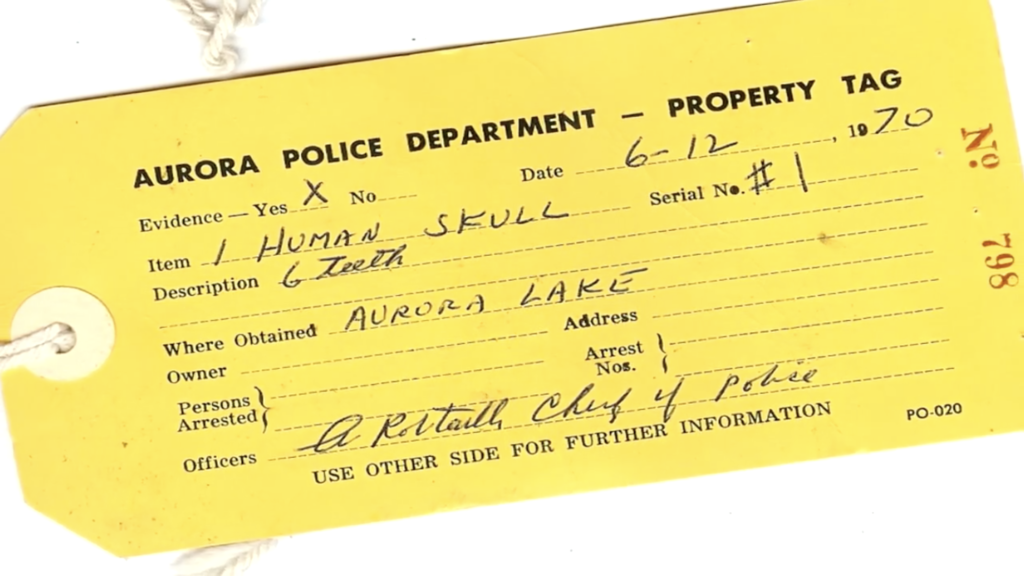 AURORA POLICE DEPARTMENT — PROPERTY TAG
Evidence — Yes X No Date 6-12, 1970
Item 1 HUMAN SKULL Serial No. #1
Description 6 Teeth
Where Obtained AURORA LAKE
Owner Address
Persons Arrested Arrest Nos.
Officers A Chief of Police
USE OTHER SIDE FOR FURTHER INFORMATION
PO-020
No 798